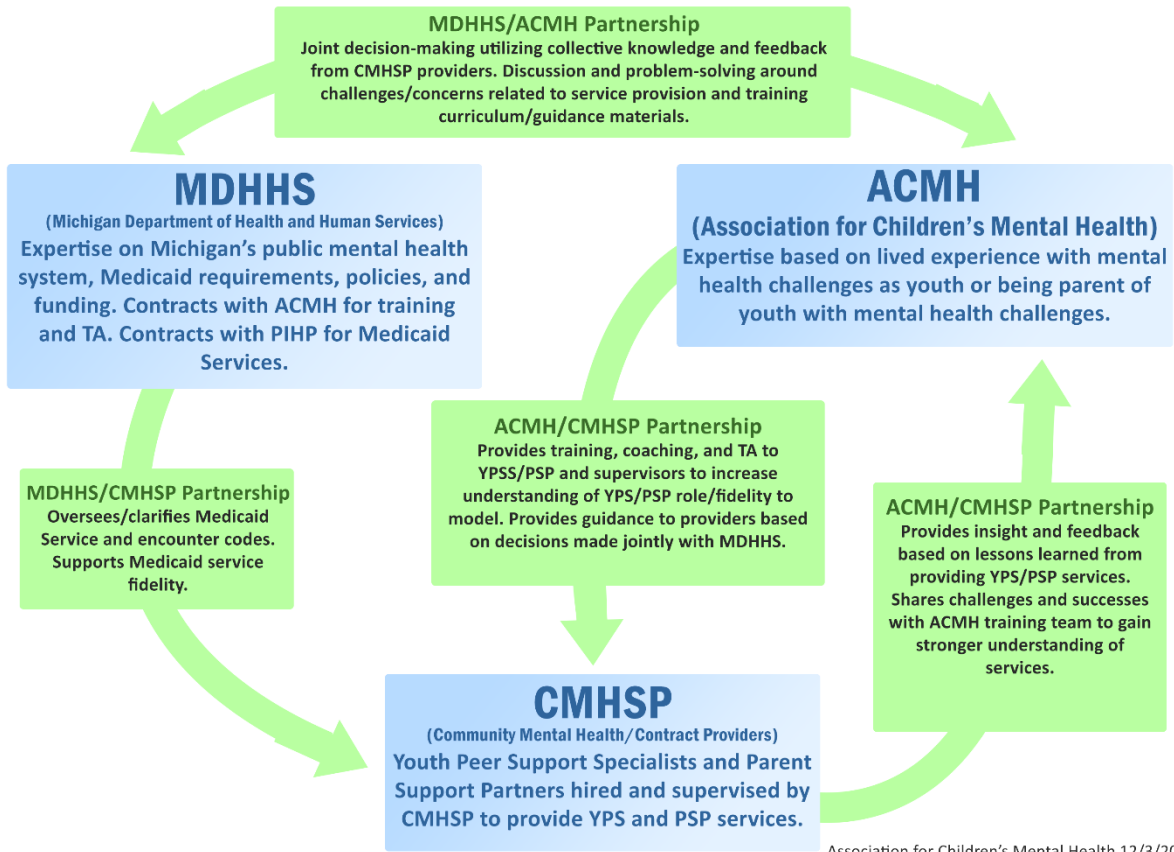 MDHHS/ACMH Partnership
Joint decision-making utilizing collective knowledge and feedback
from CMHSP providers. Discussion and problem-solving around
challenges/concerns related to service provision and training
curriculum/guidance materials.
MDHHS
(Michigan Department of Health and Human Services)
Expertise on Michigan's public mental health
system, Medicaid requirements, policies, and
funding. Contracts with ACMH for training
and TA. Contracts with PIHP for Medicaid
Services.
ACMH
(Association for Children's Mental Health)
Expertise based on lived experience with mental
health challenges as youth or being parent of
youth with mental health challenges.
MDHHS/CMHSP Partnership
Oversees/clarifies Medicaid
Service and encounter codes.
Supports Medicaid service
fidelity.
ACMH/CMHSP Partnership
Provides training, coaching, and TA to
YPSS/PSP and supervisors to increase
understanding of YPS/PSP role/fidelity to
model. Provides guidance to providers based
on decisions made jointly with MDHHS.
ACMH/CMHSP Partnership
Provides insight and feedback
based on lessons learned from
providing YPS/PSP services.
Shares challenges and successes
with ACMH training team to gain
stronger understanding of
services.
CMHSP
(Community Mental Health/Contract Providers)
Youth Peer Support Specialists and Parent
Support Partners hired and supervised by
CMHSP to provide YPS and PSP services.
Association for Children's Mental Health